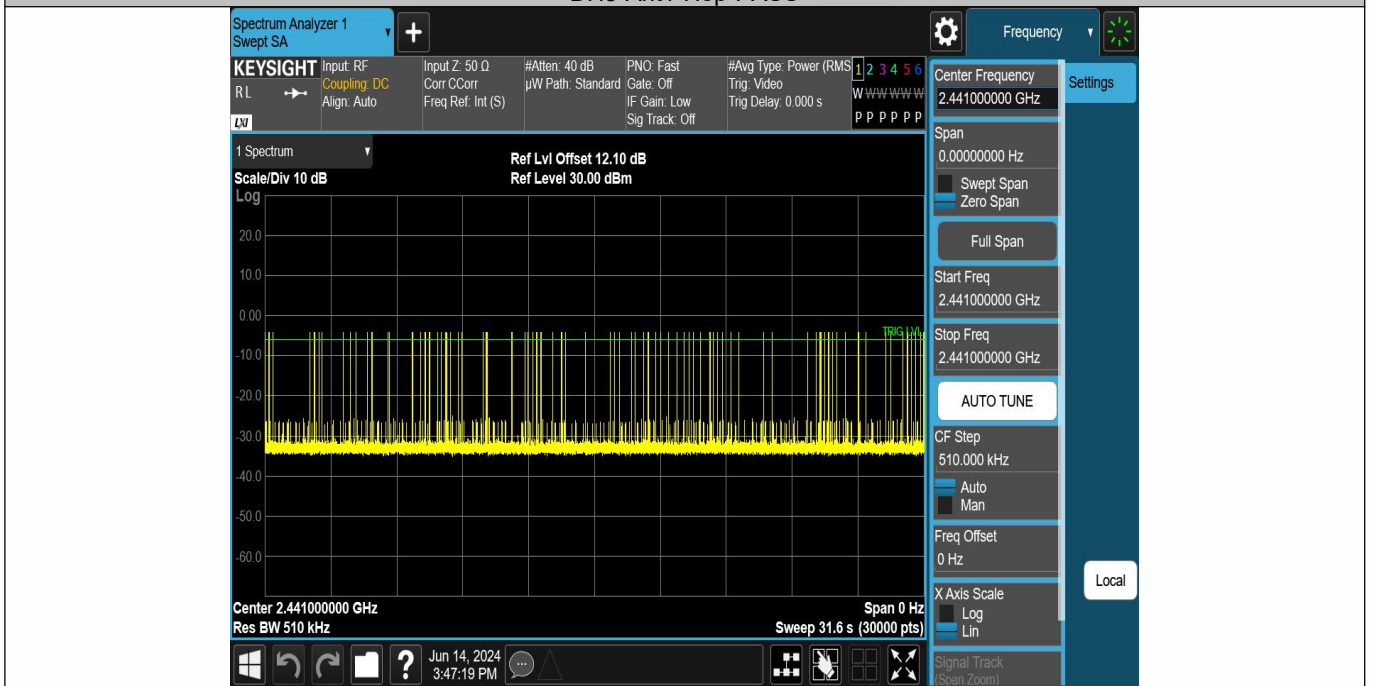 Spectrum Analyzer 1
Swept SA
+
Frequency
KEYSIGHT
RL
LXI
Input: RF
Coupling: DC
Align: Auto
Input Z: 50 Ω
Corr CCorr
Freq Ref: Int (S)
#Atten: 40 dB
µW Path: Standard
PNO: Fast
Gate: Off
IF Gain: Low
Sig Track: Off
#Avg Type: Power (RMS
Trig: Video
Trig Delay: 0.000 s
1 2 3 4 5 6
W W W W W W
P P P P P P
1 Spectrum
Scale/Div 10 dB
Ref Lvl Offset 12.10 dB
Ref Level 30.00 dBm
Log
20.0
10.0
0.00
-10.0
-20.0
-30.0
-40.0
-50.0
-60.0
TRIG LVL
Center 2.441000000 GHz
Res BW 510 kHz
Span 0 Hz
Sweep 31.6 s (30000 pts)
Center Frequency
2.441000000 GHz
Settings
Span
0.00000000 Hz
Swept Span
Zero Span
Full Span
Start Freq
2.441000000 GHz
Stop Freq
2.441000000 GHz
AUTO TUNE
CF Step
510.000 kHz
Auto
Man
Freq Offset
0 Hz
X Axis Scale
Log
Lin
Signal Track
(Span Zoom)
Local
?
Jun 14, 2024
3:47:19 PM